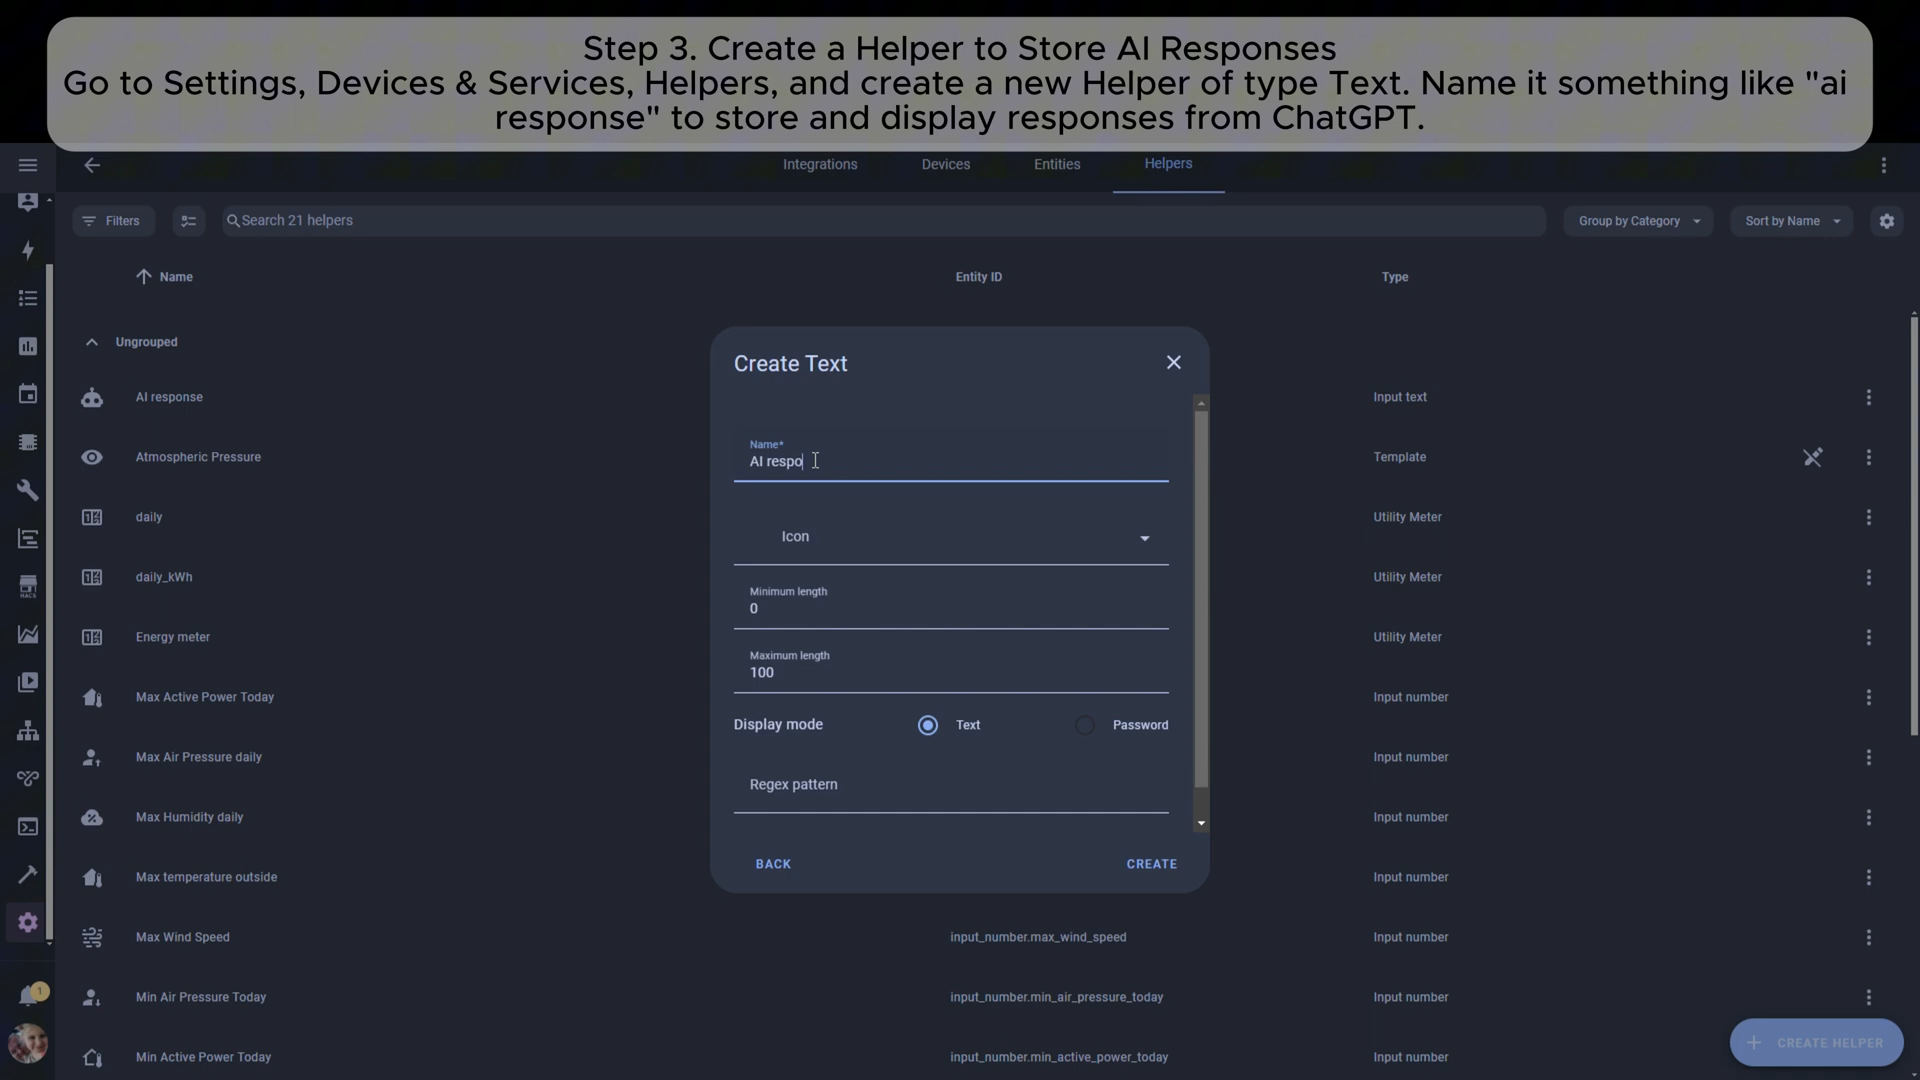 Step 3. Create a Helper to Store AI Responses
Go to Settings, Devices & Services, Helpers, and create a new Helper of type Text. Name it something like "ai
response" to store and display responses from ChatGPT.
Integrations
Devices
Entities
Helpers
Filters
Search 21 helpers
Group by Category
Sort by Name
Name
Entity ID
Type
Ungrouped
AI response
Input text
Atmospheric Pressure
Template
daily
Utility Meter
daily_kWh
Utility Meter
Energy meter
Utility Meter
Max Active Power Today
Input number
Max Air Pressure daily
Input number
Max Humidity daily
Input number
Max temperature outside
Input number
Max Wind Speed
input_number.max_wind_speed
Input number
Min Air Pressure Today
input_number.min_air_pressure_today
Input number
Min Active Power Today
input_number.min_active_power_today
Input number
Create Text
Name*
AI respo
Icon
Minimum length
0
Maximum length
100
Display mode
Text
Password
Regex pattern
BACK
CREATE
HACS
1
CREATE HELPER